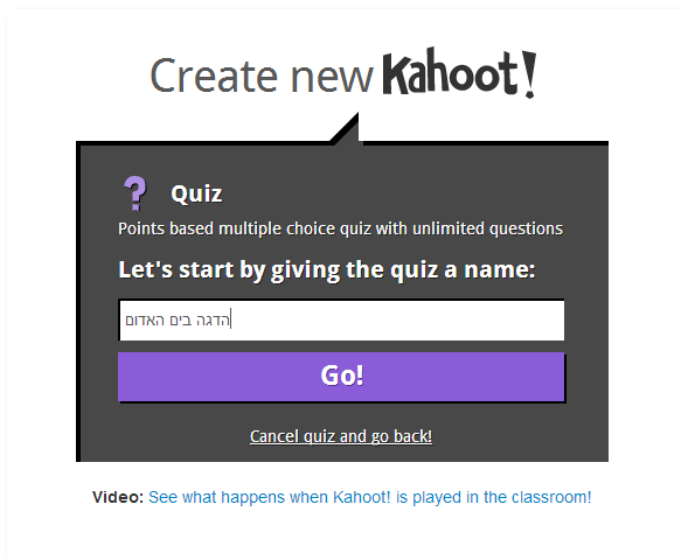 Create new Kahoot!
? Quiz
Points based multiple choice quiz with unlimited questions
Let's start by giving the quiz a name:
הדגה בים האדום
Go!
Cancel quiz and go back!
Video: See what happens when Kahoot! is played in the classroom!